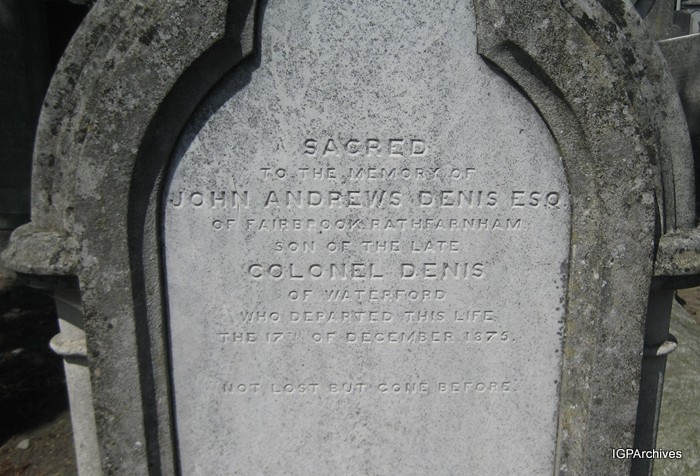 SACRED
TO THE MEMORY OF
JOHN ANDREWS DENIS ESQ.
OF FAIRBROOK RATHFARNHAM
SON OF THE LATE
COLONEL DENIS
OF WATERFORD
WHO DEPARTED THIS LIFE
THE 17TH OF DECEMBER 1875.
NOT LOST BUT GONE BEFORE.
IGPArchives